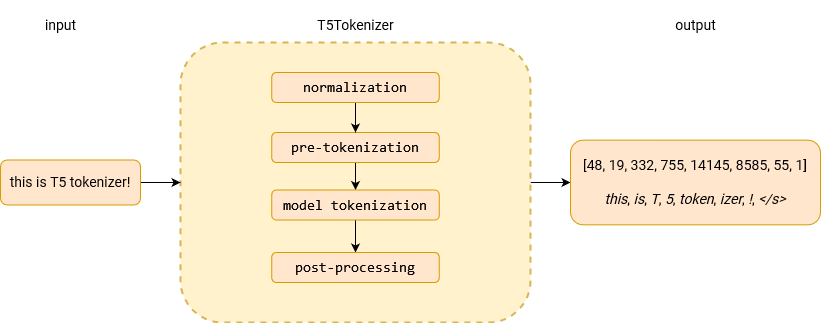 input
T5Tokenizer
output
normalization
pre-tokenization
model tokenization
post-processing
this is T5 tokenizer!
[48, 19, 332, 755, 14145, 8585, 55, 1]
this, is, T, 5, token, izer, !, </s>